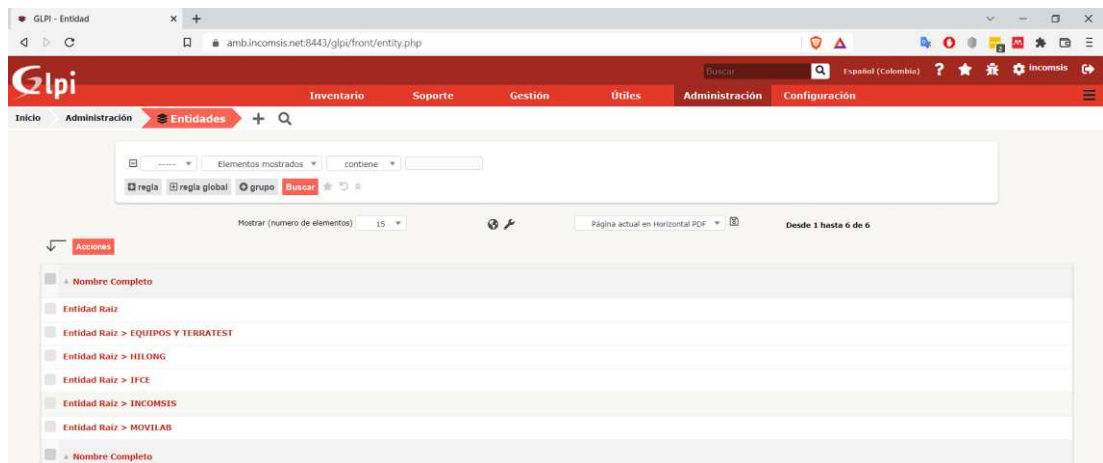 GLPI - Entidad
amb.incomsis.net:8443/glpi/front/entity.php
2
Glpi
Buscar
Español (Colombia)
?
incomsis
Inventario Soporte Gestión Útiles Administración Configuración
Inicio Administración Entidades
------ Elementos mostrados contiene
regla regla global grupo Buscar
Mostrar (numero de elementos) 15 Página actual en Horizontal PDF Desde 1 hasta 6 de 6
Acciones
Nombre Completo
Entidad Raíz
Entidad Raíz > EQUIPOS Y TERRATEST
Entidad Raíz > HILONG
Entidad Raíz > IFCE
Entidad Raíz > INCOMSIS
Entidad Raíz > MOVILAB
Nombre Completo